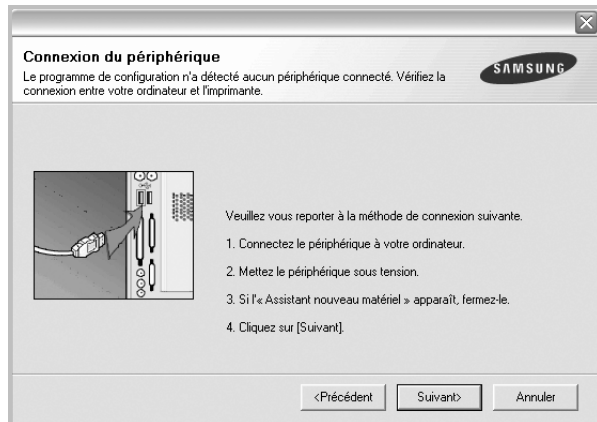 Connexion du périphérique
Le programme de configuration n'a détecté aucun périphérique connecté. Vérifiez la
connexion entre votre ordinateur et l'imprimante.
SAMSUNG
Veuillez vous reporter à la méthode de connexion suivante.
1. Connectez le périphérique à votre ordinateur.
2. Mettez le périphérique sous tension.
3. Si l'« Assistant nouveau matériel » apparaît, fermez-le.
4. Cliquez sur [Suivant].
<Précédent
Suivant>
Annuler